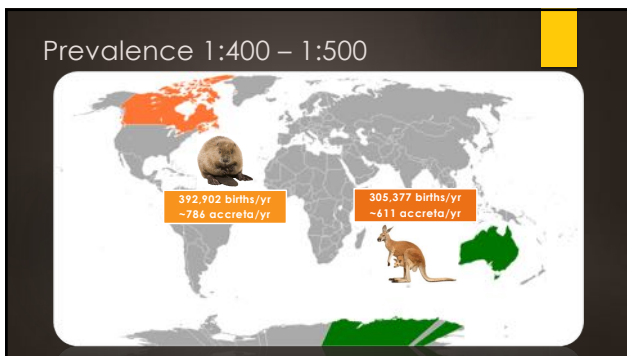 Prevalence 1:400 – 1:500
392,902 births/yr
~786 accreta/yr
305,377 births/yr
~611 accreta/yr